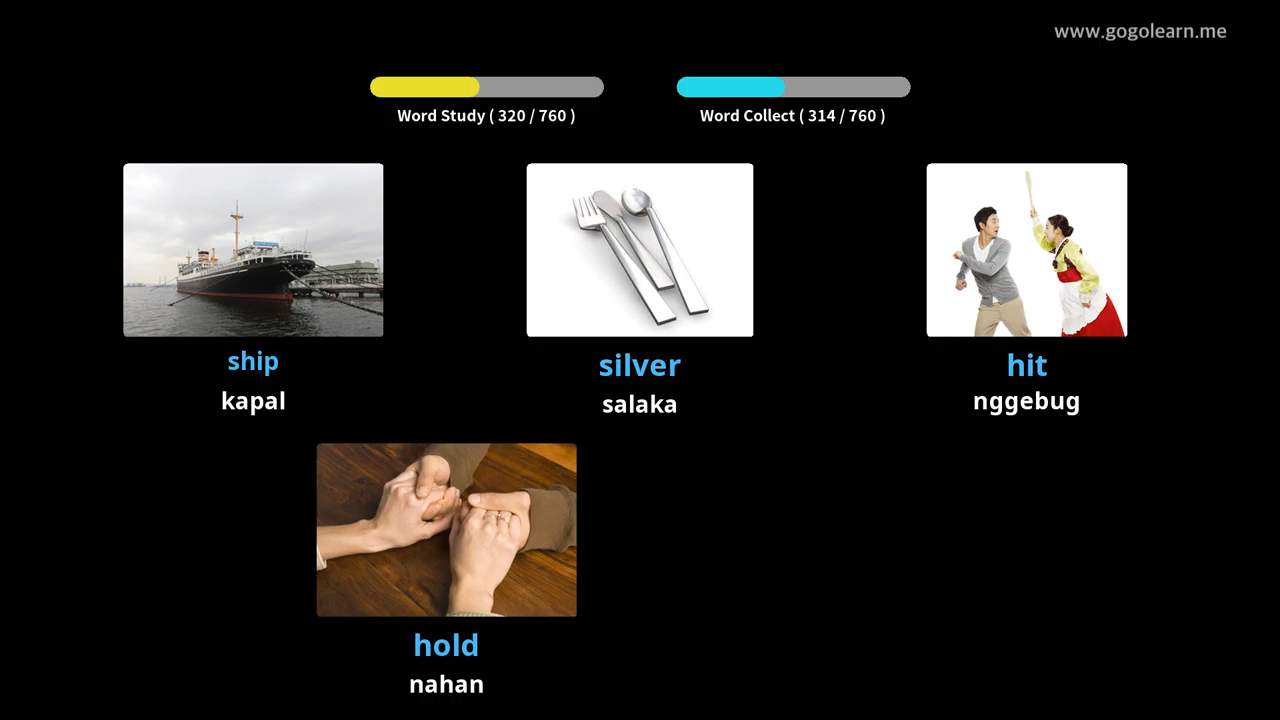 www.gogolearn.me
Word Study ( 320 / 760 )
Word Collect ( 314 / 760 )
ship
kapal
silver
salaka
hit
nggebug
hold
nahan